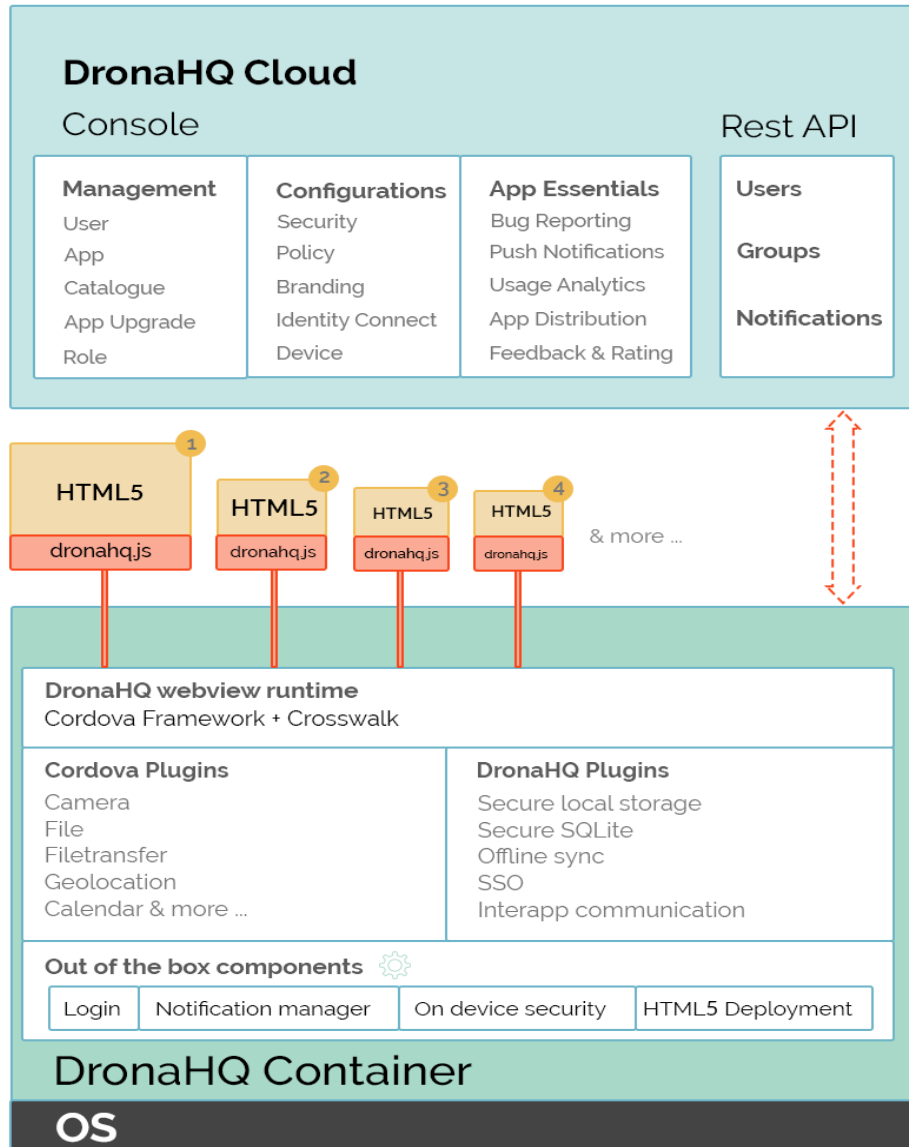 DronaHQ Cloud
Console
Rest API
Management
User
App
Catalogue
App Upgrade
Role
Configurations
Security
Policy
Branding
Identity Connect
Device
App Essentials
Bug Reporting
Push Notifications
Usage Analytics
App Distribution
Feedback & Rating
Users
Groups
Notifications
1
HTML5
dronahq.js
2
HTML5
dronahq.js
3
HTML5
dronahq.js
4
HTML5
dronahq.js
& more ...
DronaHQ webview runtime
Cordova Framework + Crosswalk
Cordova Plugins
Camera
File
Filetransfer
Geolocation
Calendar & more ...
DronaHQ Plugins
Secure local storage
Secure SQLite
Offline sync
SSO
Interapp communication
Out of the box components
Login
Notification manager
On device security
HTML5 Deployment
DronaHQ Container
OS